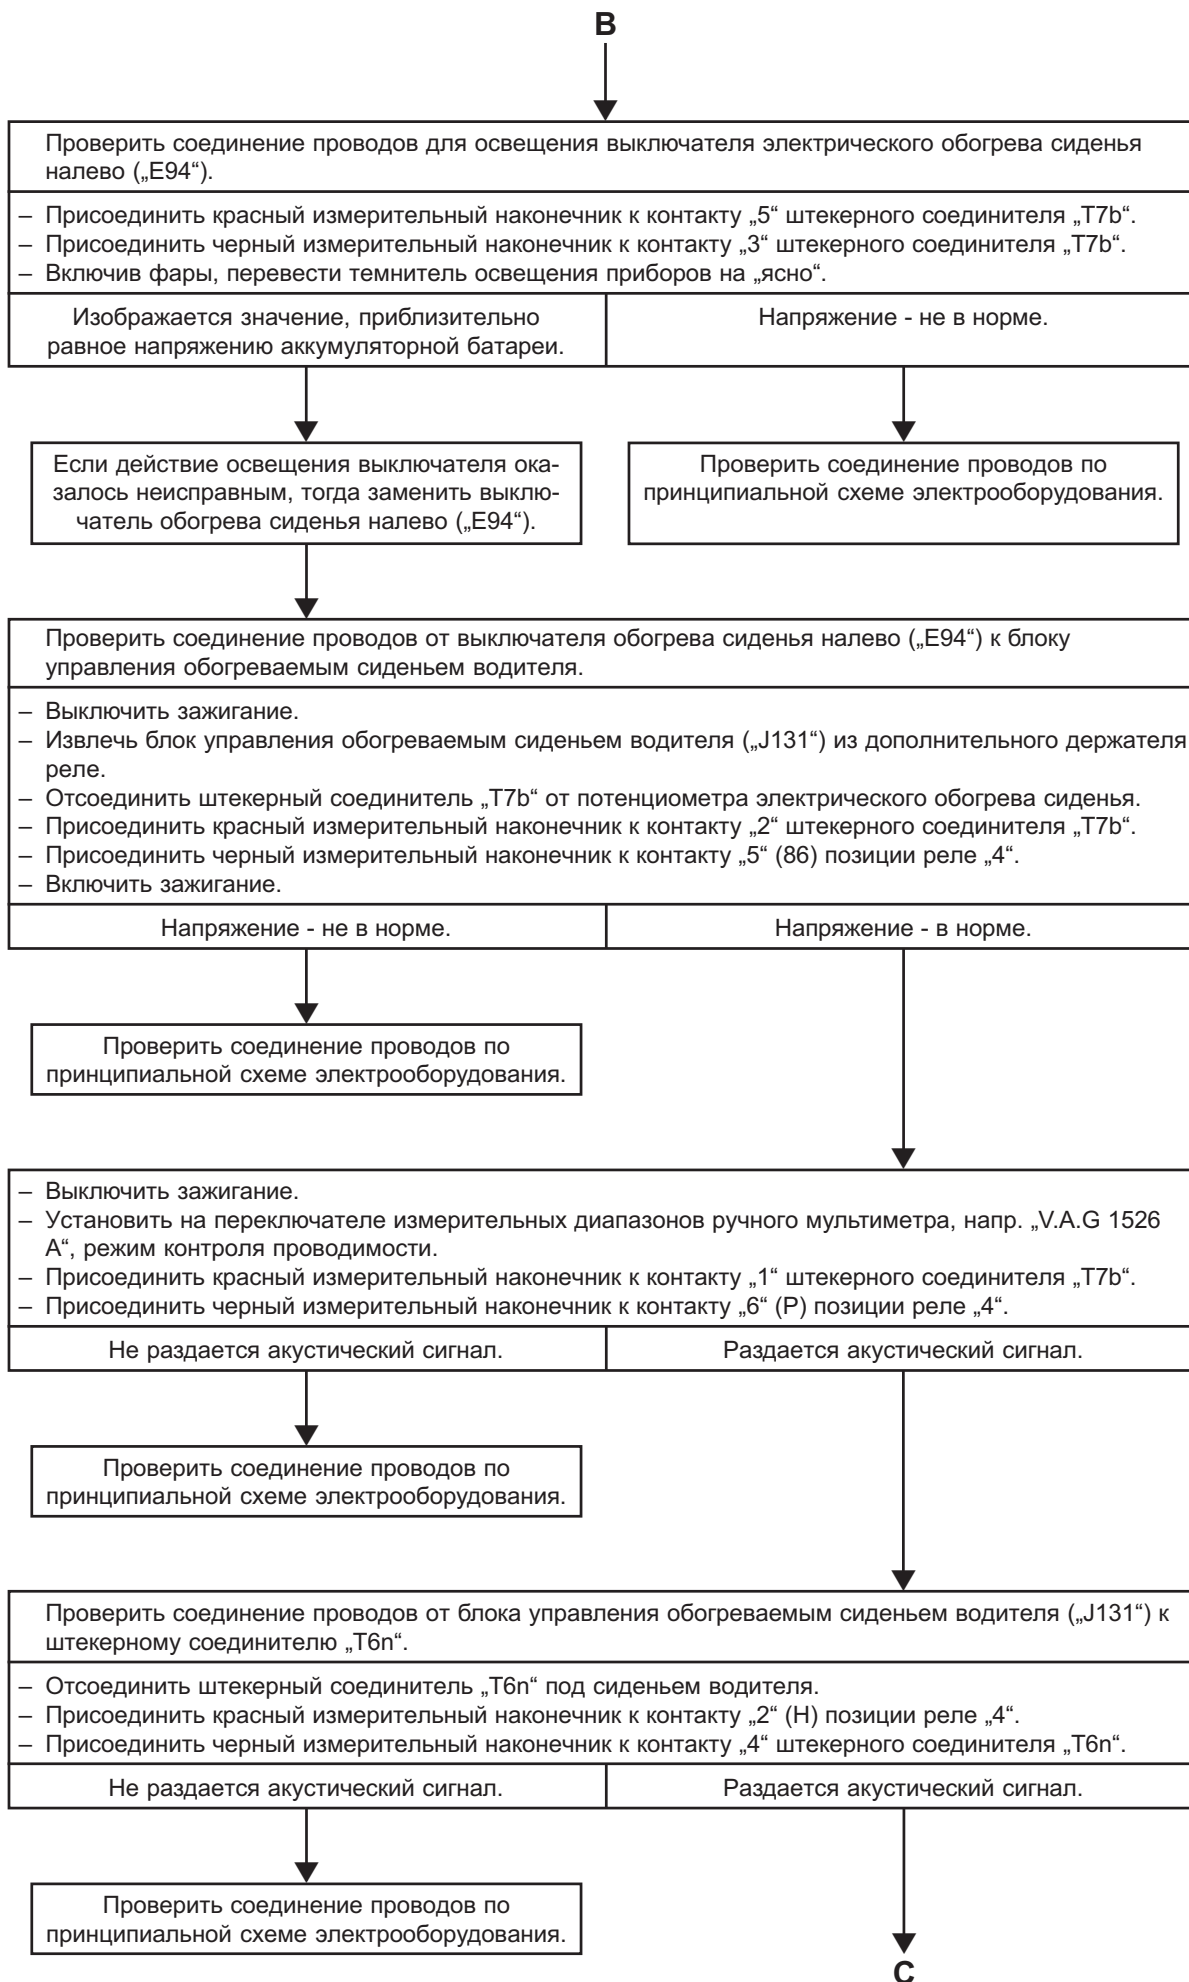 B
Проверить соединение проводов для освещения выключателя электрического обогрева сиденья
налево („E94“).
– Присоединить красный измерительный наконечник к контакту „5“ штекерного соединителя „T7b“.
– Присоединить черный измерительный наконечник к контакту „3“ штекерного соединителя „T7b“.
– Включив фары, перевести темнитель освещения приборов на „ясно“.
Изображается значение, приблизительно
равное напряжению аккумуляторной батареи.
Напряжение - не в норме.
Если действие освещения выключателя ока-
залось неисправным, тогда заменить выклю-
чатель обогрева сиденья налево („E94“).
Проверить соединение проводов по
принципиальной схеме электрооборудования.
Проверить соединение проводов от выключателя обогрева сиденья налево („E94“) к блоку
управления обогреваемым сиденьем водителя.
– Выключить зажигание.
– Извлечь блок управления обогреваемым сиденьем водителя („J131“) из дополнительного держателя
реле.
– Отсоединить штекерный соединитель „T7b“ от потенциометра электрического обогрева сиденья.
– Присоединить красный измерительный наконечник к контакту „2“ штекерного соединителя „T7b“.
– Присоединить черный измерительный наконечник к контакту „5“ (86) позиции реле „4“.
– Включить зажигание.
Напряжение - не в норме.
Напряжение - в норме.
Проверить соединение проводов по
принципиальной схеме электрооборудования.
– Выключить зажигание.
– Установить на переключателе измерительных диапазонов ручного мультиметра, напр. „V.A.G 1526
A“, режим контроля проводимости.
– Присоединить красный измерительный наконечник к контакту „1“ штекерного соединителя „T7b“.
– Присоединить черный измерительный наконечник к контакту „6“ (P) позиции реле „4“.
Не раздается акустический сигнал.
Раздается акустический сигнал.
Проверить соединение проводов по
принципиальной схеме электрооборудования.
Проверить соединение проводов от блока управления обогреваемым сиденьем водителя („J131“) к
штекерному соединителю „T6n“.
– Отсоединить штекерный соединитель „T6n“ под сиденьем водителя.
– Присоединить красный измерительный наконечник к контакту „2“ (H) позиции реле „4“.
– Присоединить черный измерительный наконечник к контакту „4“ штекерного соединителя „T6n“.
Не раздается акустический сигнал.
Раздается акустический сигнал.
Проверить соединение проводов по
принципиальной схеме электрооборудования.
C